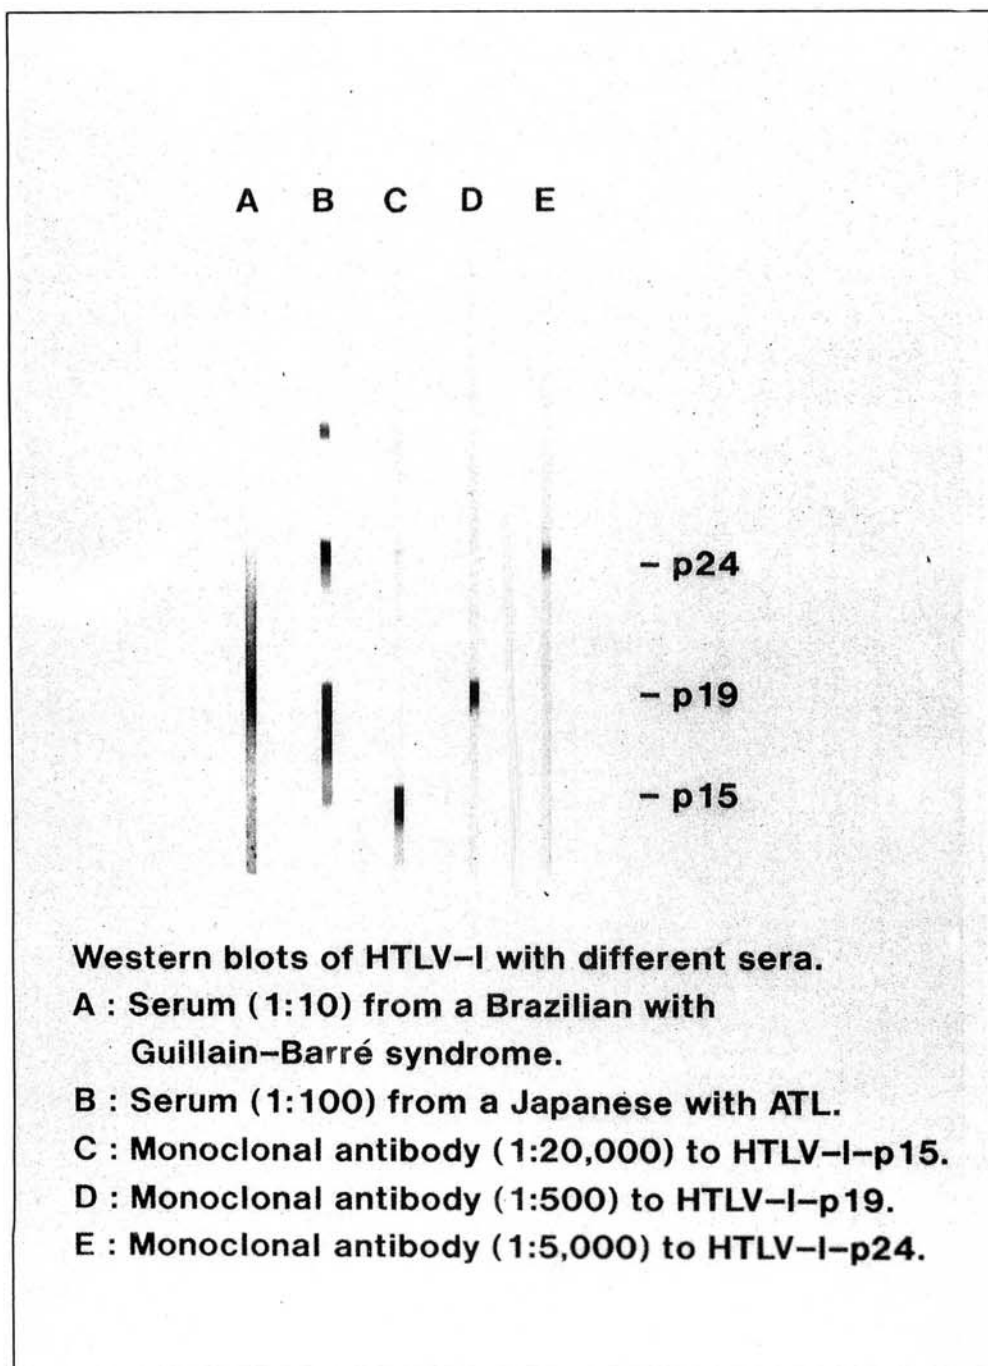 A B C D E
– p24
– p19
– p15
Western blots of HTLV–I with different sera.
A : Serum (1:10) from a Brazilian with
Guillain–Barré syndrome.
B : Serum (1:100) from a Japanese with ATL.
C : Monoclonal antibody (1:20,000) to HTLV–I–p15.
D : Monoclonal antibody (1:500) to HTLV–I–p19.
E : Monoclonal antibody (1:5,000) to HTLV–I–p24.